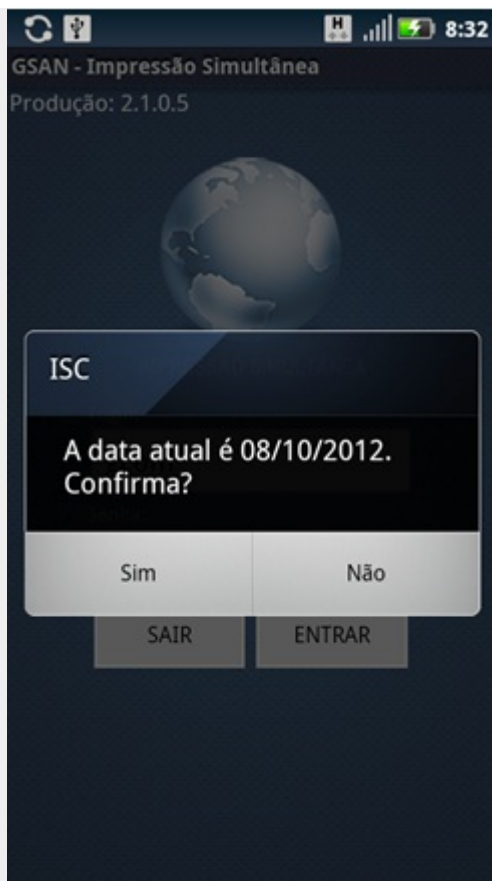 H
8:32
GSAN - Impressão Simultânea
Produção: 2.1.0.5
ISC
A data atual é 08/10/2012.
Confirma?
Sim
Não
SAIR
ENTRAR